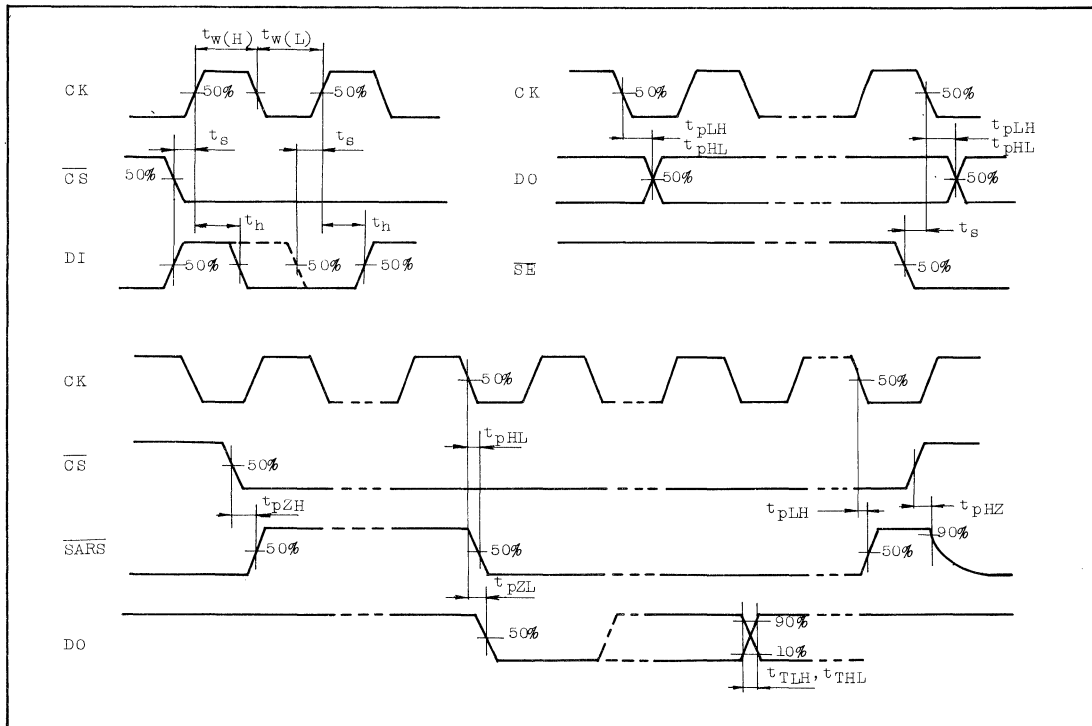 tw(H) tw(L)
CK 50% 50%
ts ts
CS 50%
th th
DI 50% 50% 50%
CK 50% 50%
tpLH tpLH
tpHL tpHL
DO 50% 50%
ts
SE 50%
CK 50% 50%
tpHL
CS 50%
tpZH tpLH tpHZ
90%
SARS 50% 50% 50%
tpZL
DO 50% 90%
10%
tTLH, tTHL